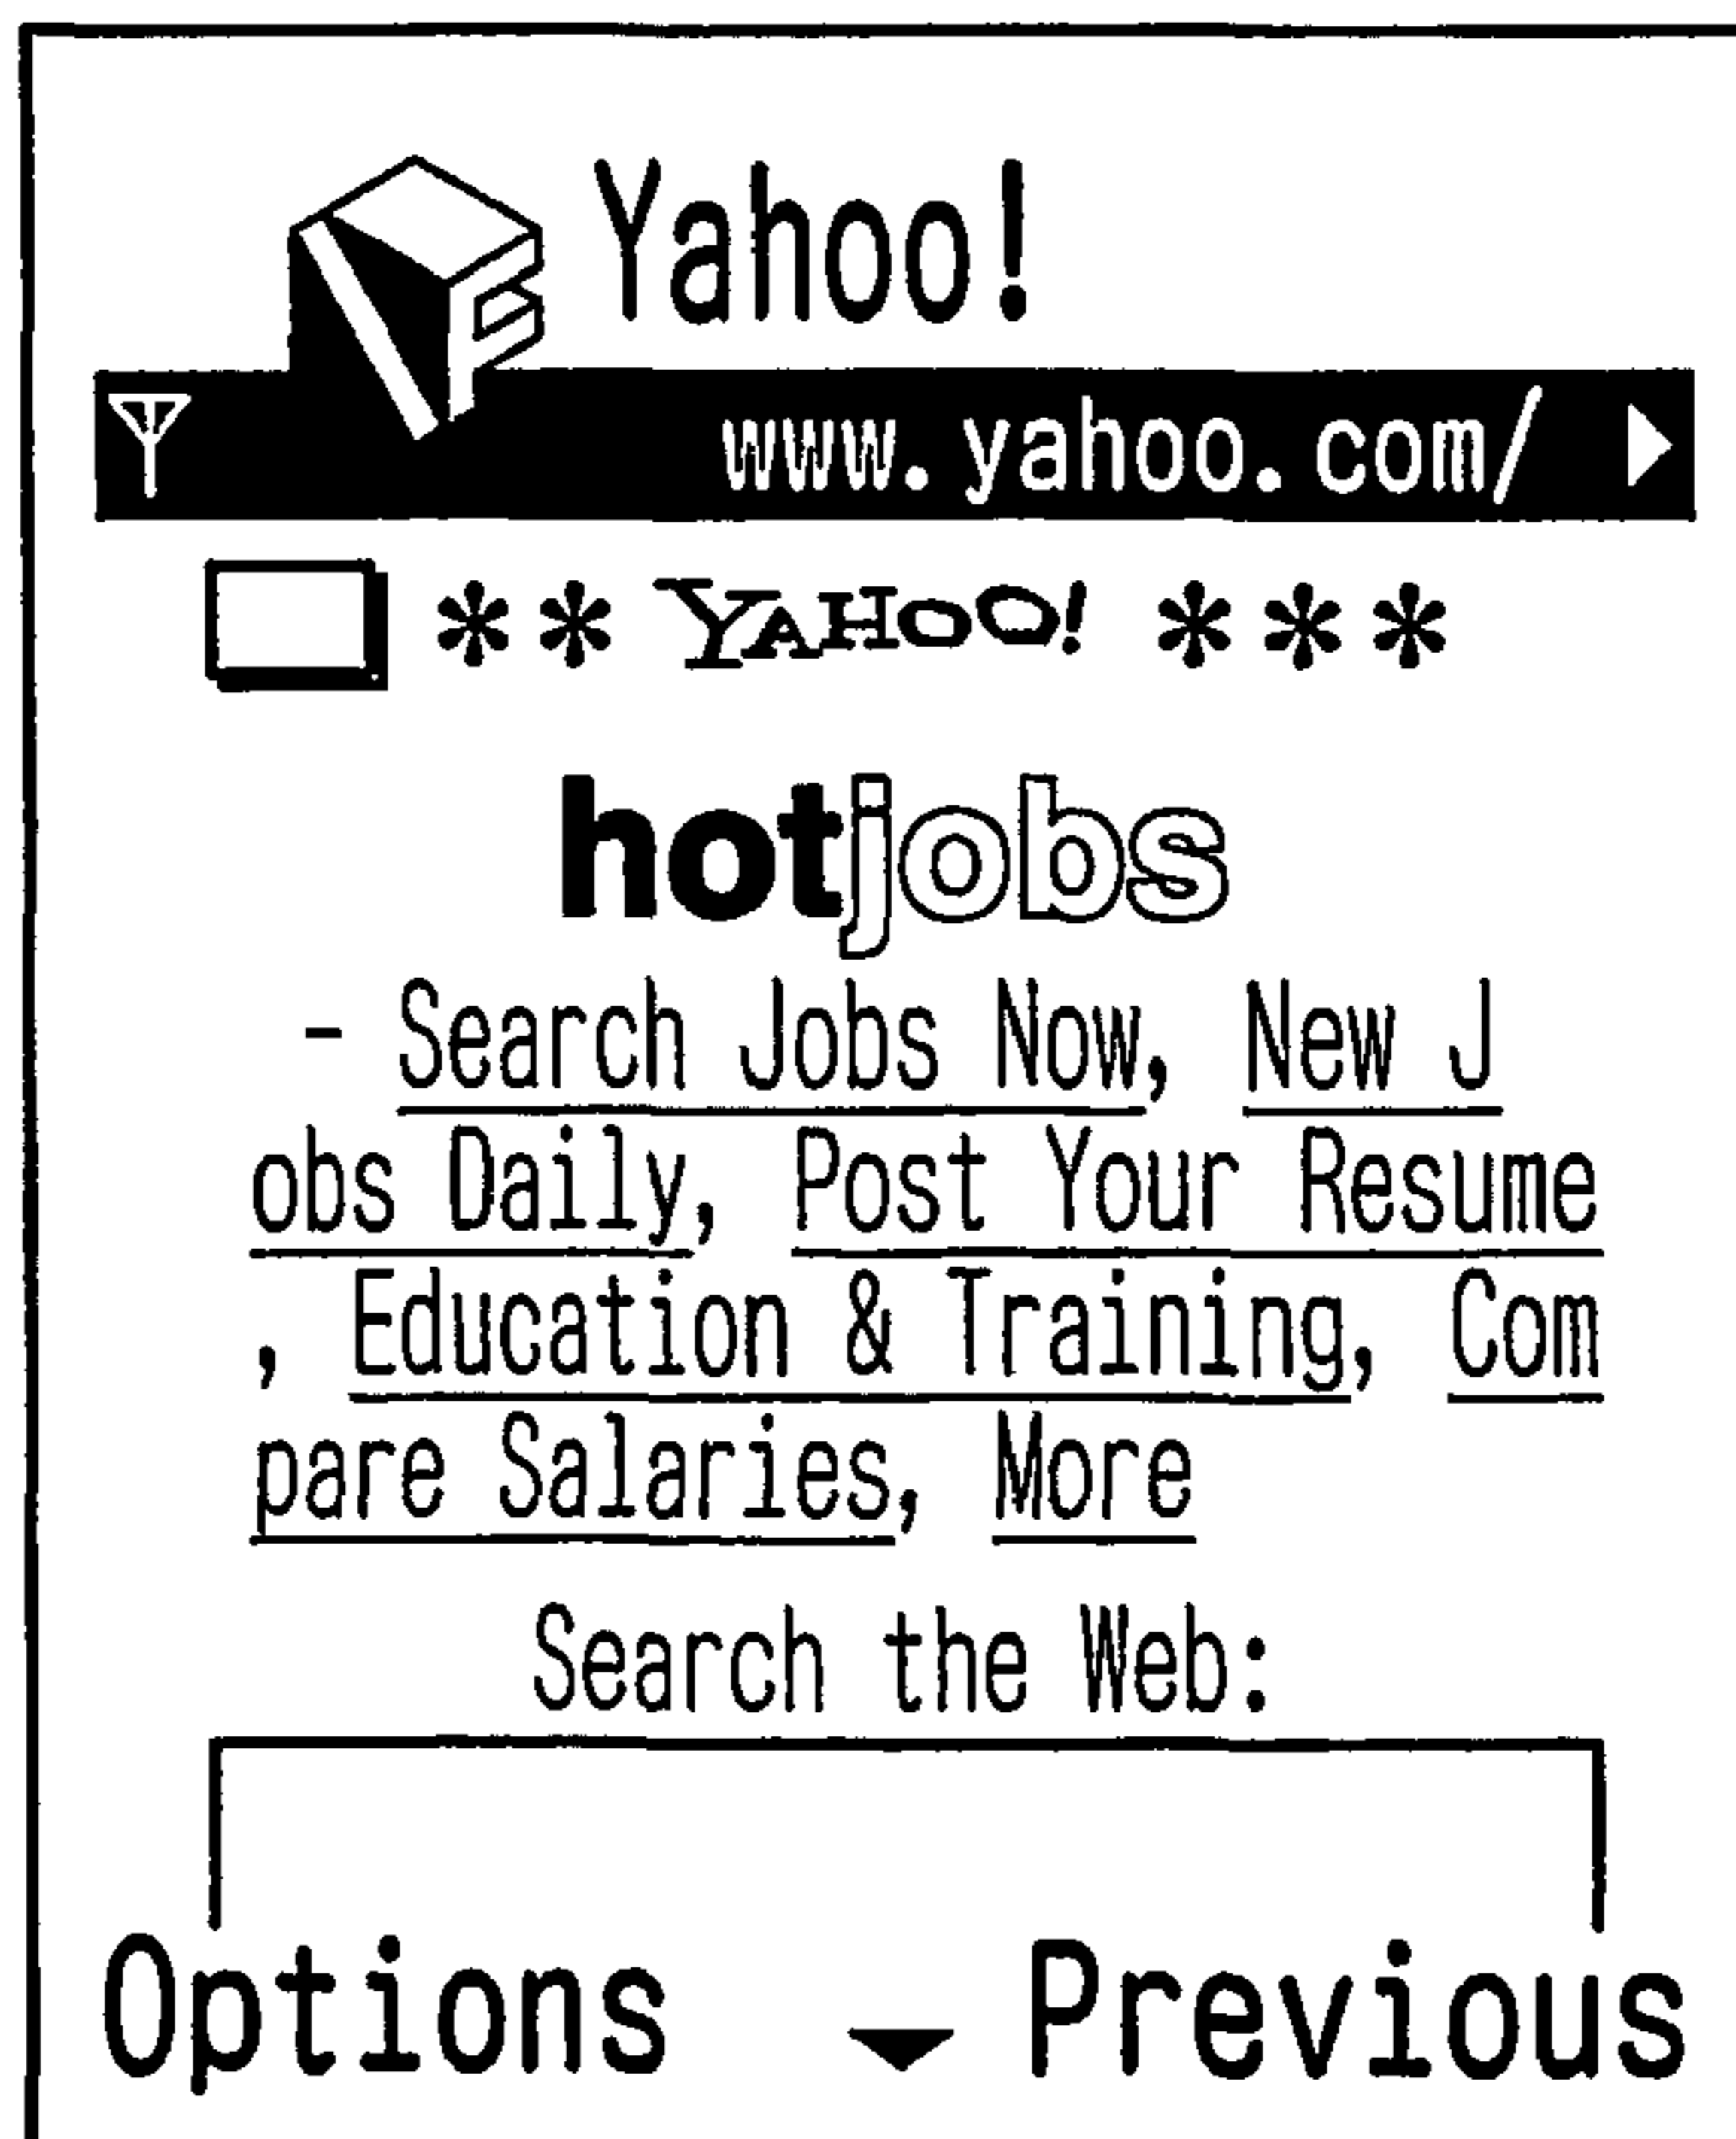 Yahoo!
www.yahoo.com/
** YAHOO! ***
hotjobs
- Search Jobs Now, New J
obs Daily, Post Your Resume
, Education & Training, Com
pare Salaries, More
Search the Web:
Options Previous